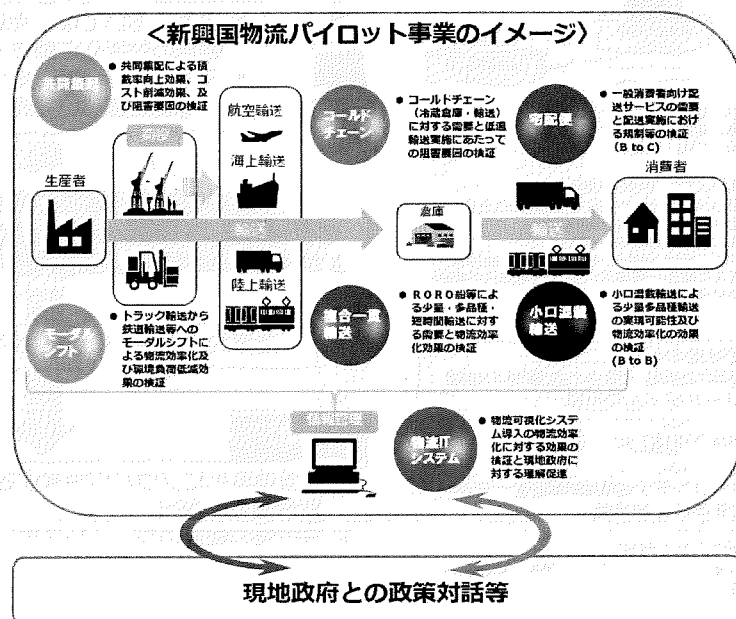 <新興国物流パイロット事業のイメージ>
共同集配
● 共同集配による積
載率向上効果、コ
スト削減効果、及
び阻害要因の検証
コールド
チェーン
● コールドチェーン
(冷蔵倉庫・輸送)
に対する需要と低温
輸送実施にあたって
の阻害要因の検証
宅配便
● 一般消費者向け配
送サービスの需要
と配送実施におけ
る規制等の検証
(B to C)
生産者
航空輸送
海上輸送
陸上輸送
輸送
倉庫
輸送
消費者
モーダル
シフト
● トラック輸送から
鉄道輸送等への
モーダルシフトに
よる物流効率化及
び環境負荷低減効
果の検証
複合一貫
輸送
● RORO船等によ
る少量・多品種・
短時間輸送に対す
る需要と物流効率
化効果の検証
小口混載
輸送
● 小口混載輸送によ
る少量多品種輸送
の実現可能性及び
物流効率化の効果
の検証
(B to B)
物流IT
システム
● 物流可視化システ
ム導入の物流効率
化に対する効果の
検証と現地政府に
対する理解促進
現地政府との政策対話等